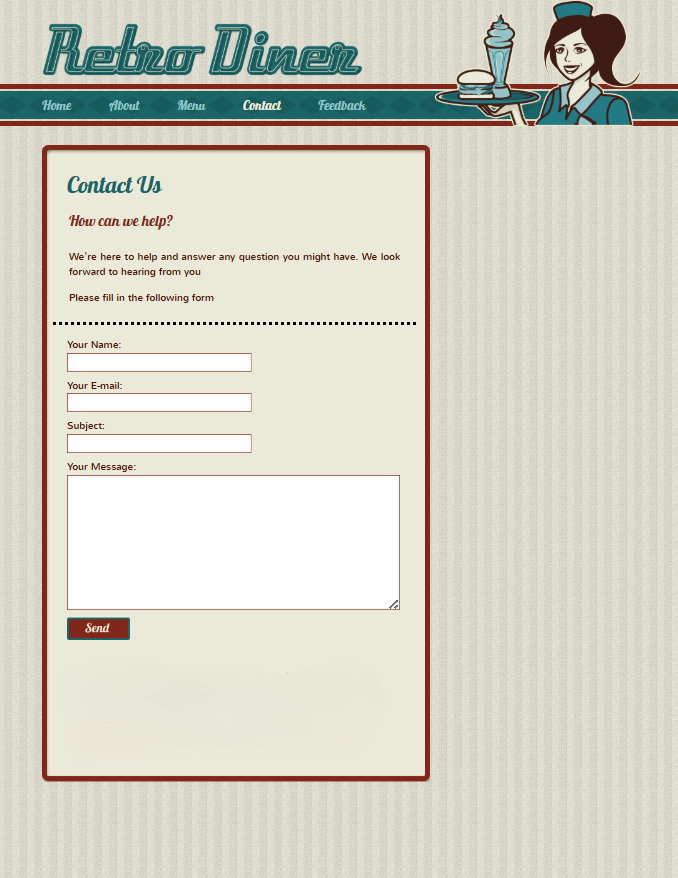 Retro Diner
Home About Menu Contact Feedback
Contact Us
How can we help?
We're here to help and answer any question you might have. We look
forward to hearing from you
Please fill in the following form
Your Name:
Your E-mail:
Subject:
Your Message:
Send